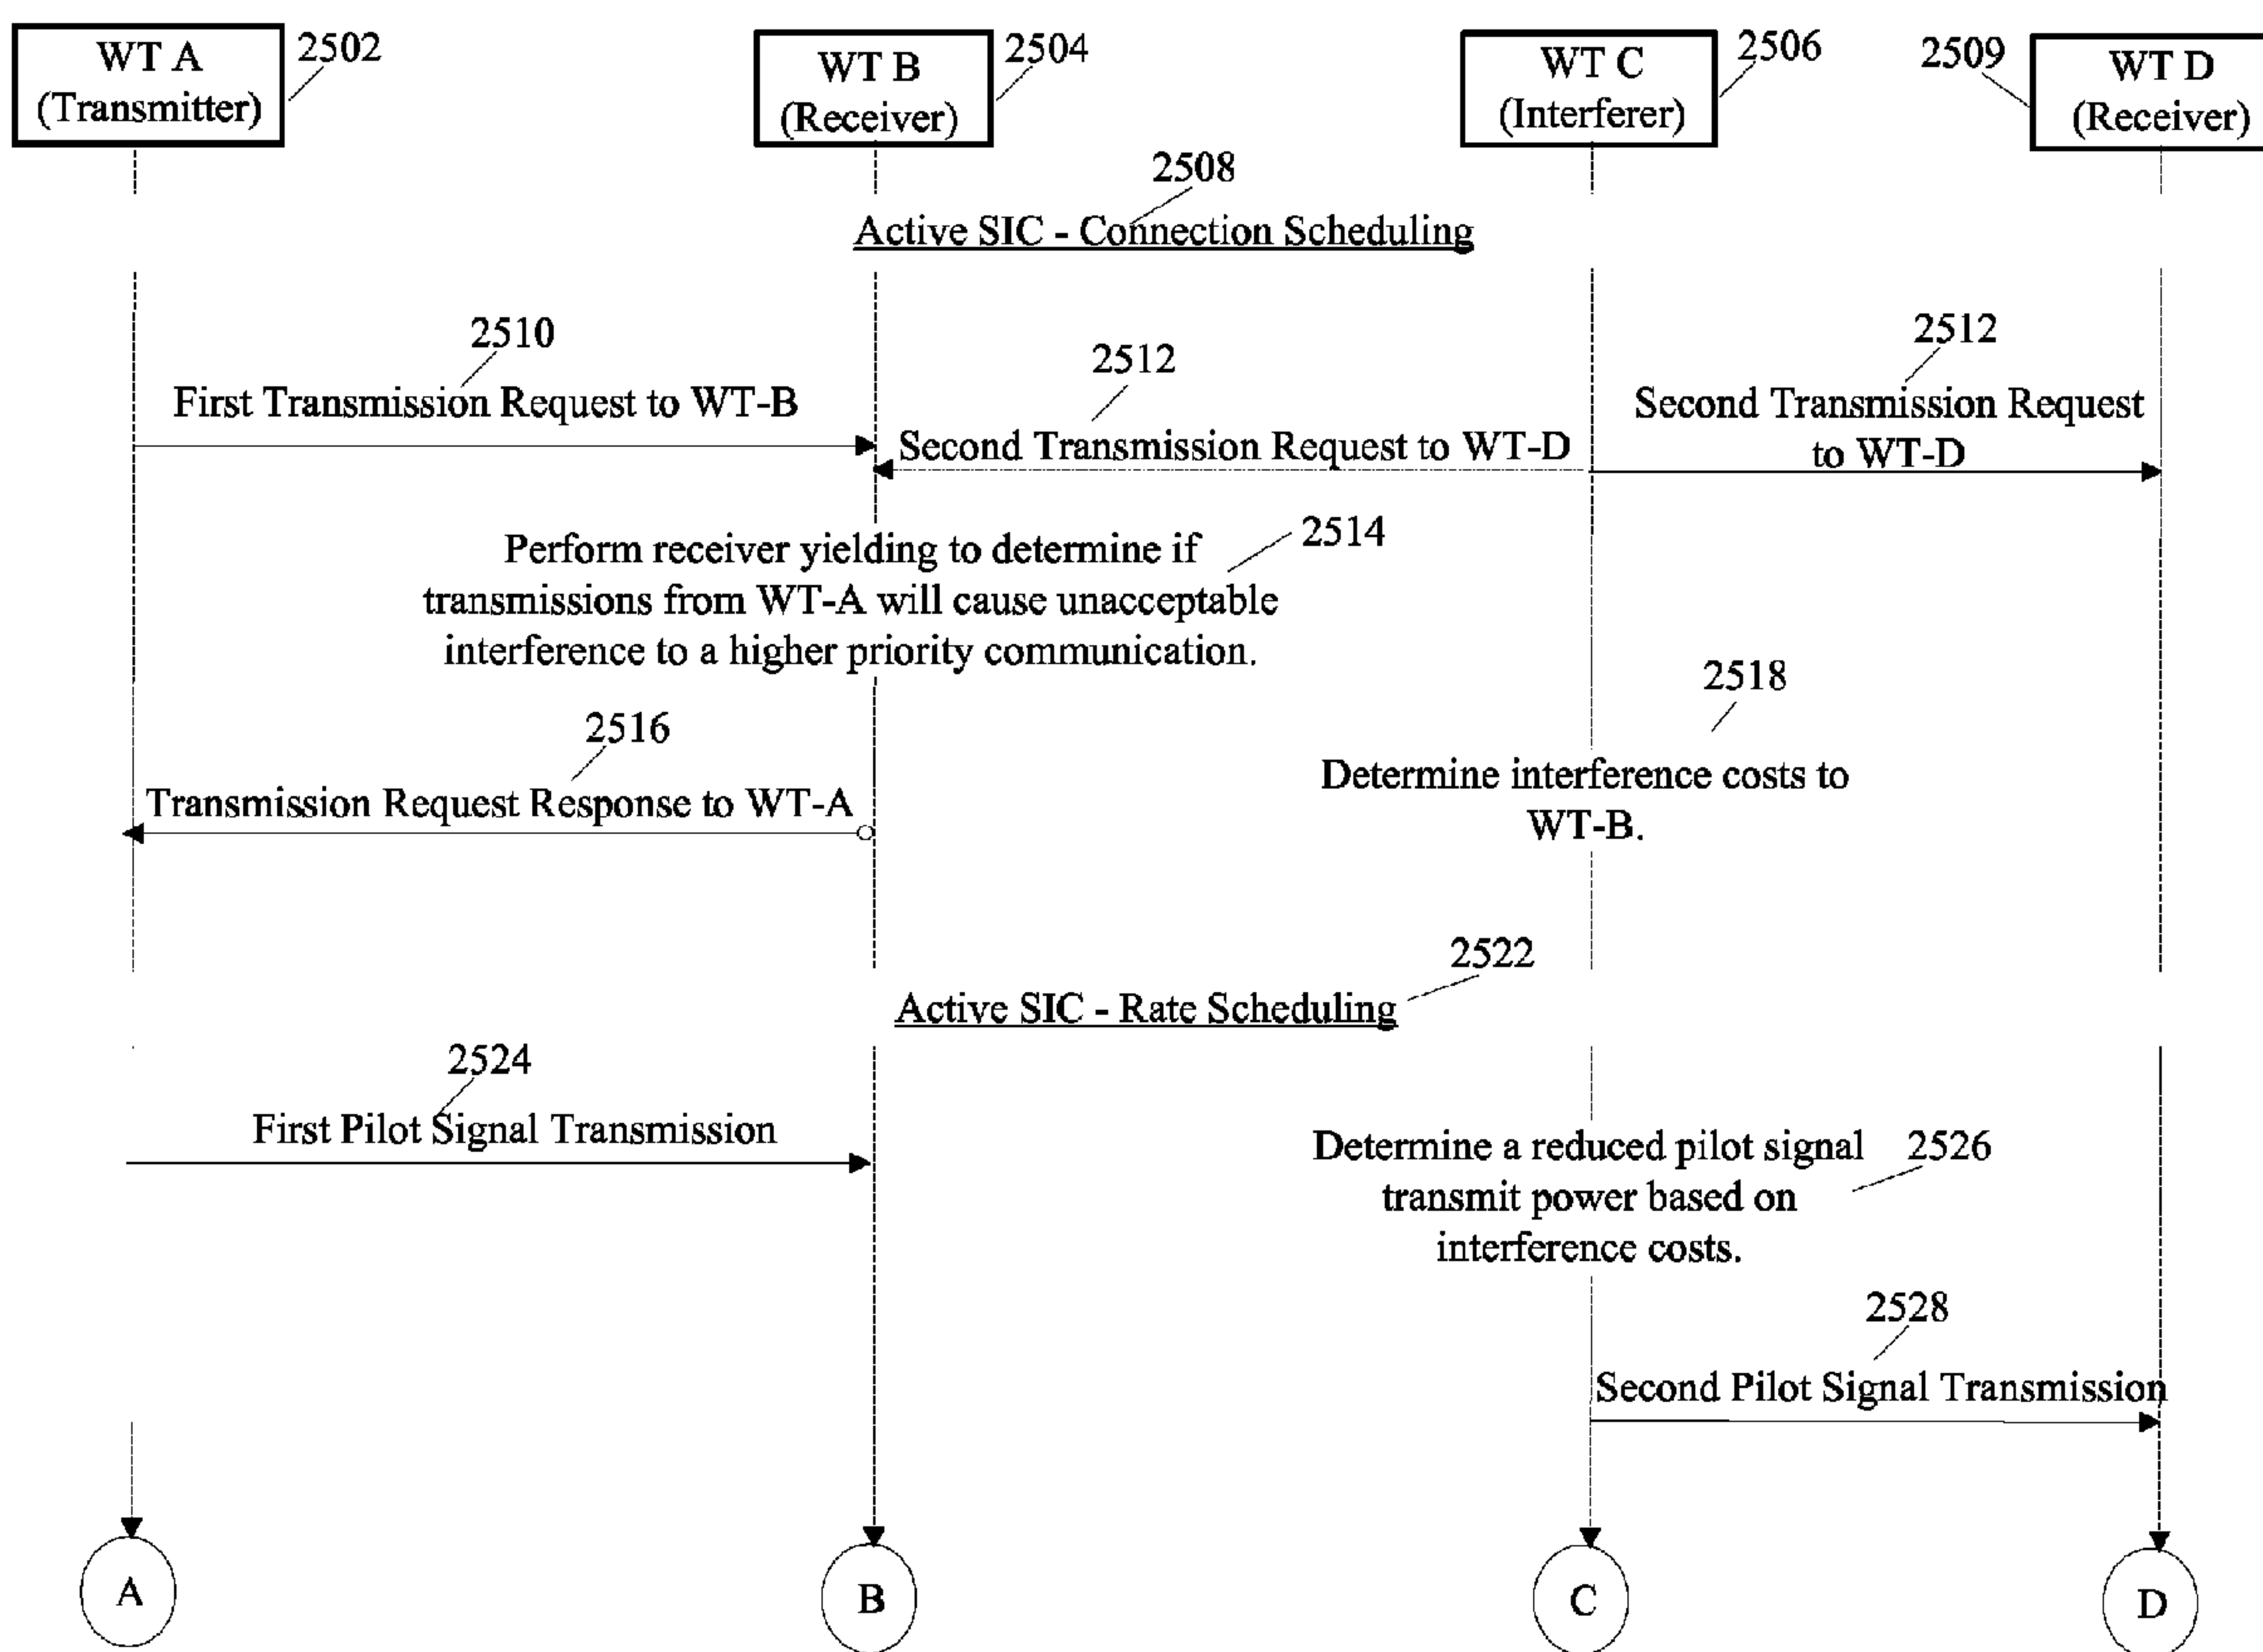 WT A
(Transmitter)
2502
WT B
(Receiver)
2504
WT C
(Interferer)
2506
2509
WT D
(Receiver)
2508
Active SIC - Connection Scheduling
2510
First Transmission Request to WT-B
2512
Second Transmission Request to WT-D
2512
Second Transmission Request
to WT-D
2514
Perform receiver yielding to determine if
transmissions from WT-A will cause unacceptable
interference to a higher priority communication.
2516
Transmission Request Response to WT-A
2518
Determine interference costs to
WT-B.
2522
Active SIC - Rate Scheduling
2524
First Pilot Signal Transmission
Determine a reduced pilot signal
transmit power based on
interference costs.
2526
2528
Second Pilot Signal Transmission
A
B
C
D